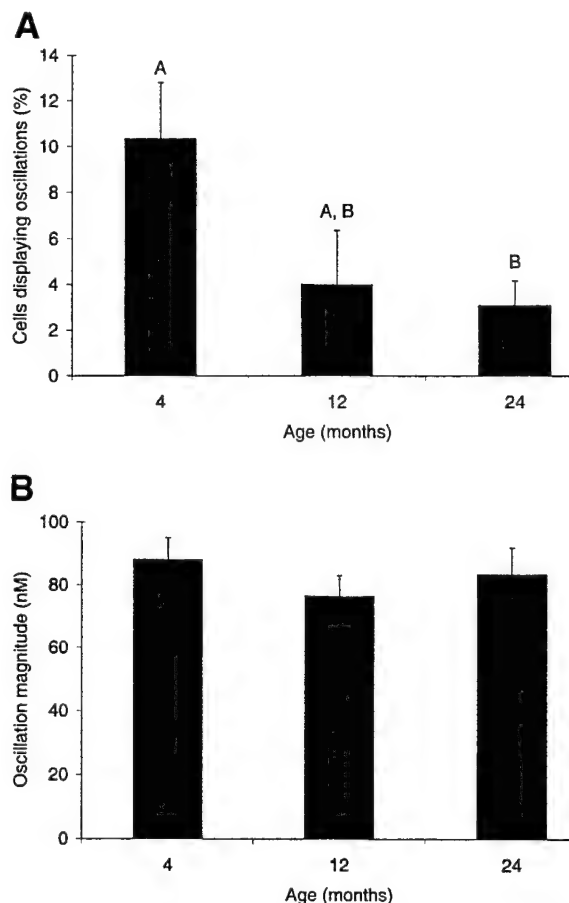 A
Cells displaying oscillations (%)
14
12
10
8
6
4
2
0
A
A, B
B
4 12 24
Age (months)
B
Oscillation magnitude (nM)
100
80
60
40
20
0
4 12 24
Age (months)